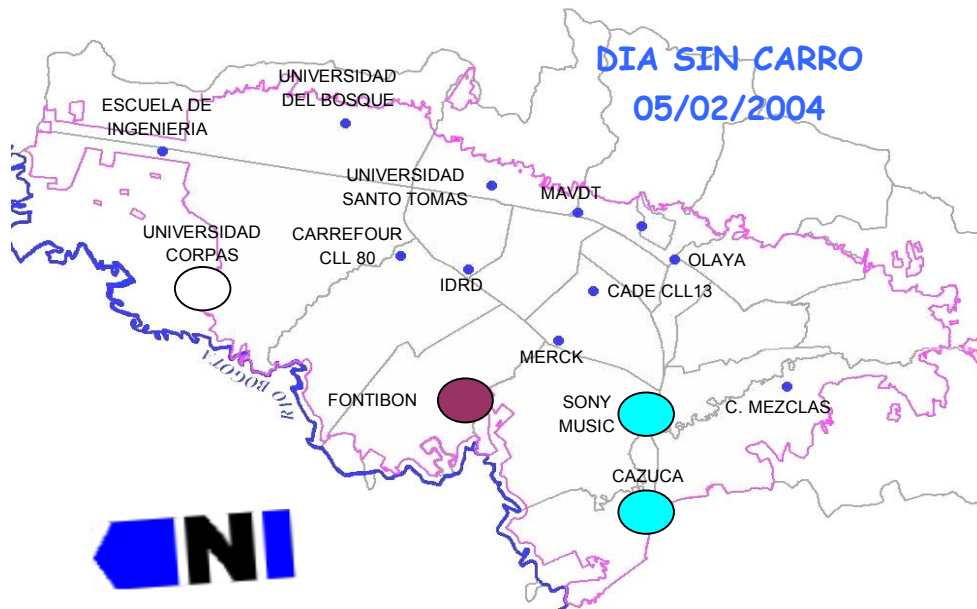 DIA SIN CARRO
05/02/2004
UNIVERSIDAD
DEL BOSQUE
ESCUELA DE
INGENIERIA
UNIVERSIDAD
SANTO TOMAS
MAVDT
UNIVERSIDAD
CORPAS
CARREFOUR
CLL 80
OLAYA
IDRD
CADE CLL13
MERCK
RIO BOGOTA
FONTIBON
SONY
MUSIC
C. MEZCLAS
CAZUCA
N